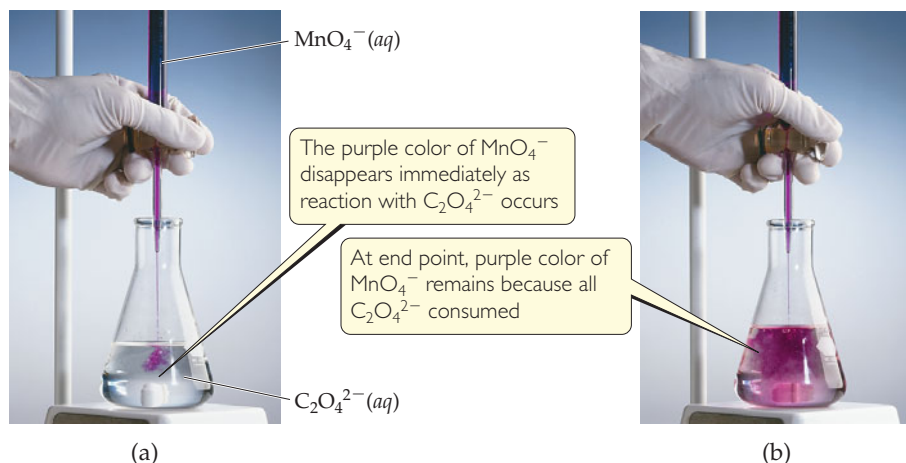 MnO₄⁻(aq)
The purple color of MnO₄⁻
disappears immediately as
reaction with C₂O₄²⁻ occurs
At end point, purple color of
MnO₄⁻ remains because all
C₂O₄²⁻ consumed
C₂O₄²⁻(aq)
(a)
(b)